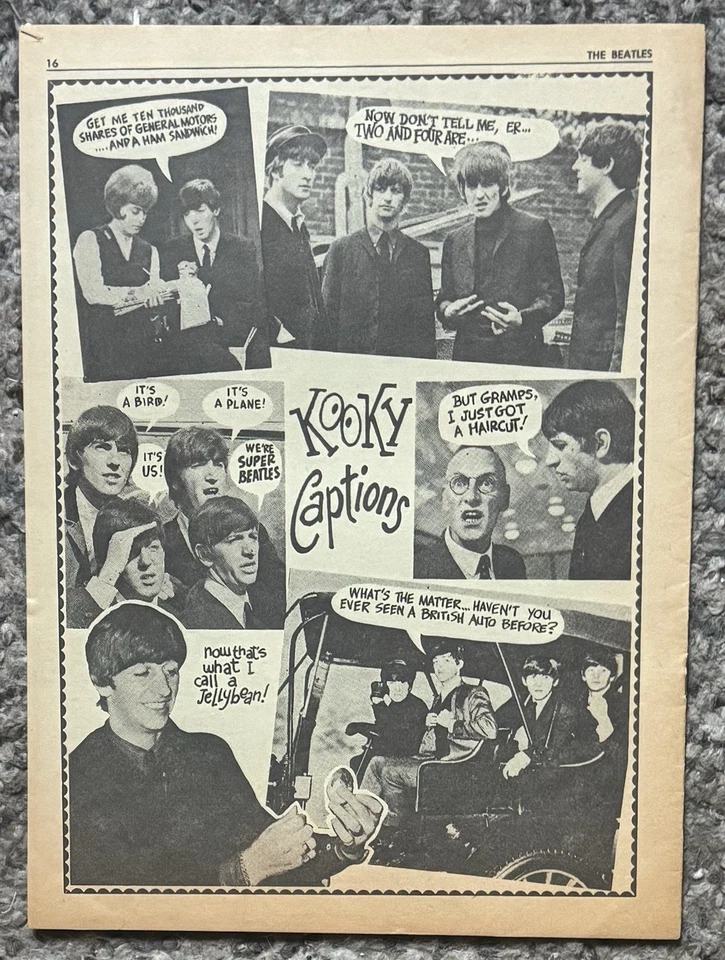 16
THE BEATLES
GET ME TEN THOUSAND
SHARES OF GENERAL MOTORS
....AND A HAM SANDWICH!
NOW DON'T TELL ME, ER...
TWO AND FOUR ARE...
IT'S
A BIRD!
IT'S
A PLANE!
IT'S
US!
WE'RE
SUPER
BEATLES
KOOKY
Captions
BUT GRAMPS,
I JUST GOT
A HAIRCUT!
now that's
what I
call a
Jellybean!
WHAT'S THE MATTER... HAVEN'T YOU
EVER SEEN A BRITISH AUTO BEFORE?